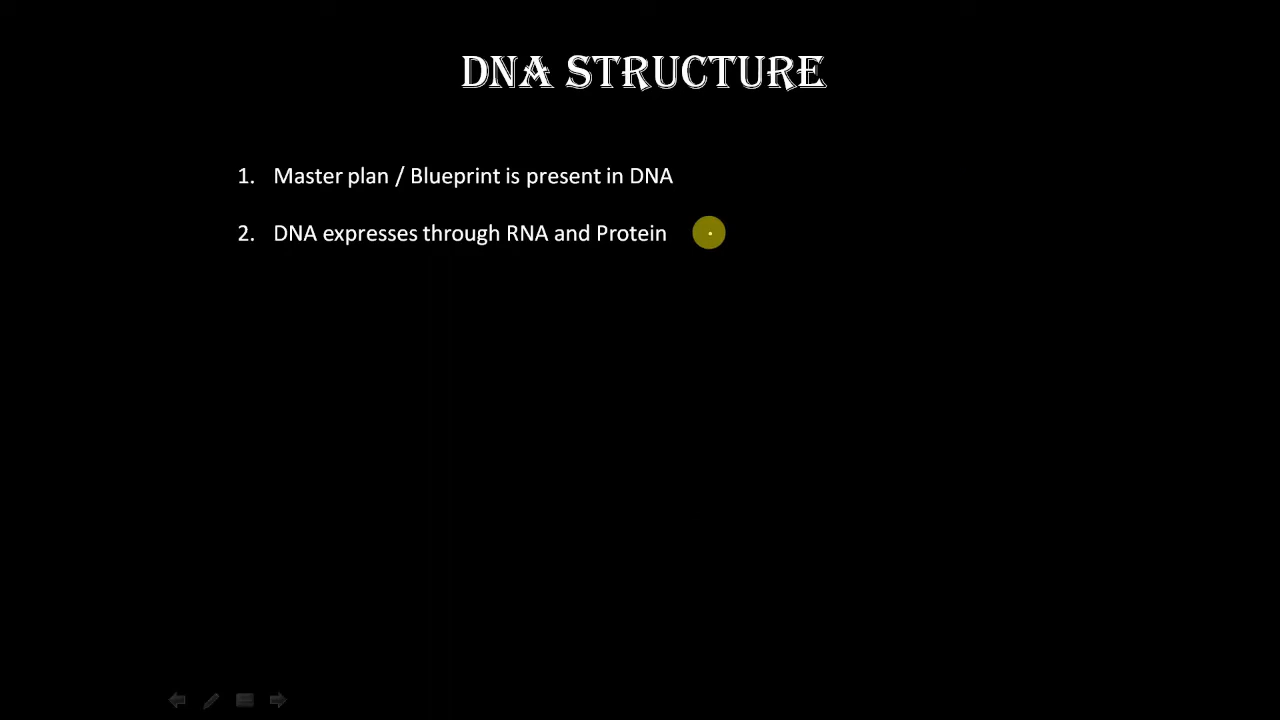 DNA STRUCTURE
1. Master plan / Blueprint is present in DNA
2. DNA expresses through RNA and Protein